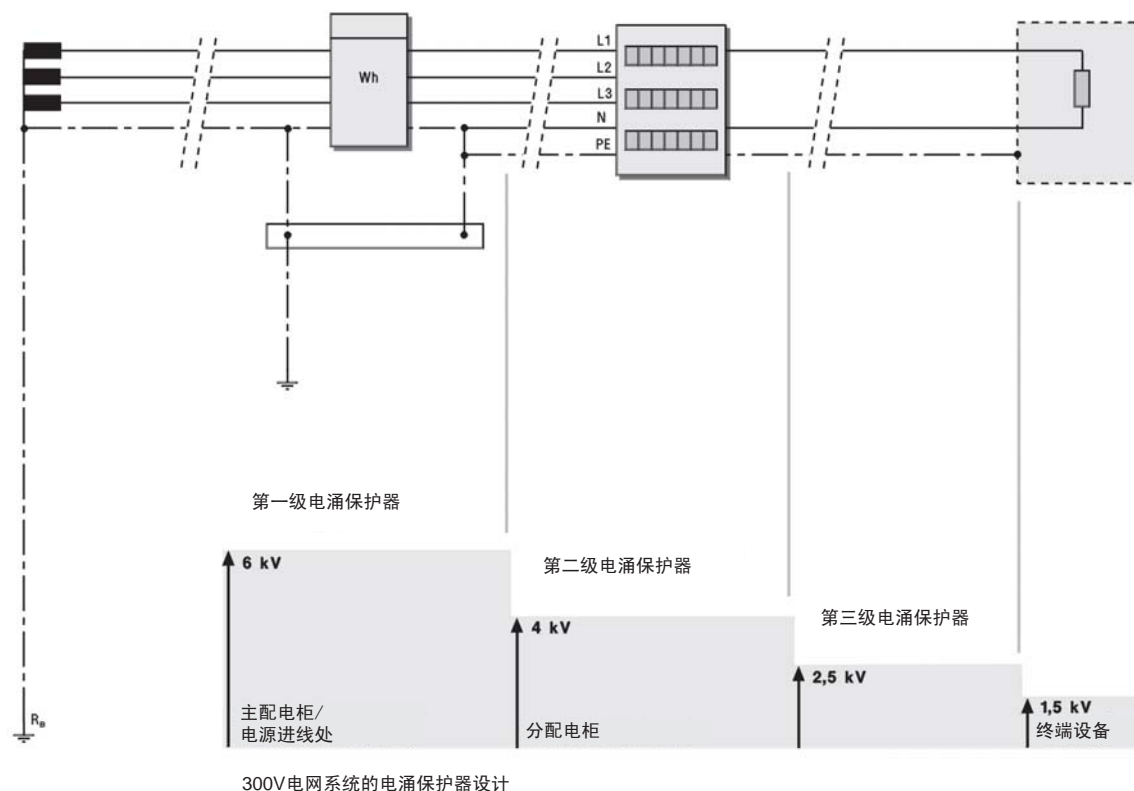 L1
L2
L3
N
PE
Wh
第一级电涌保护器
6 kV
第二级电涌保护器
4 kV
第三级电涌保护器
2,5 kV
1,5 kV
主配电柜/
电源进线处
分配电柜
终端设备
R_B
300V电网系统的电涌保护器设计